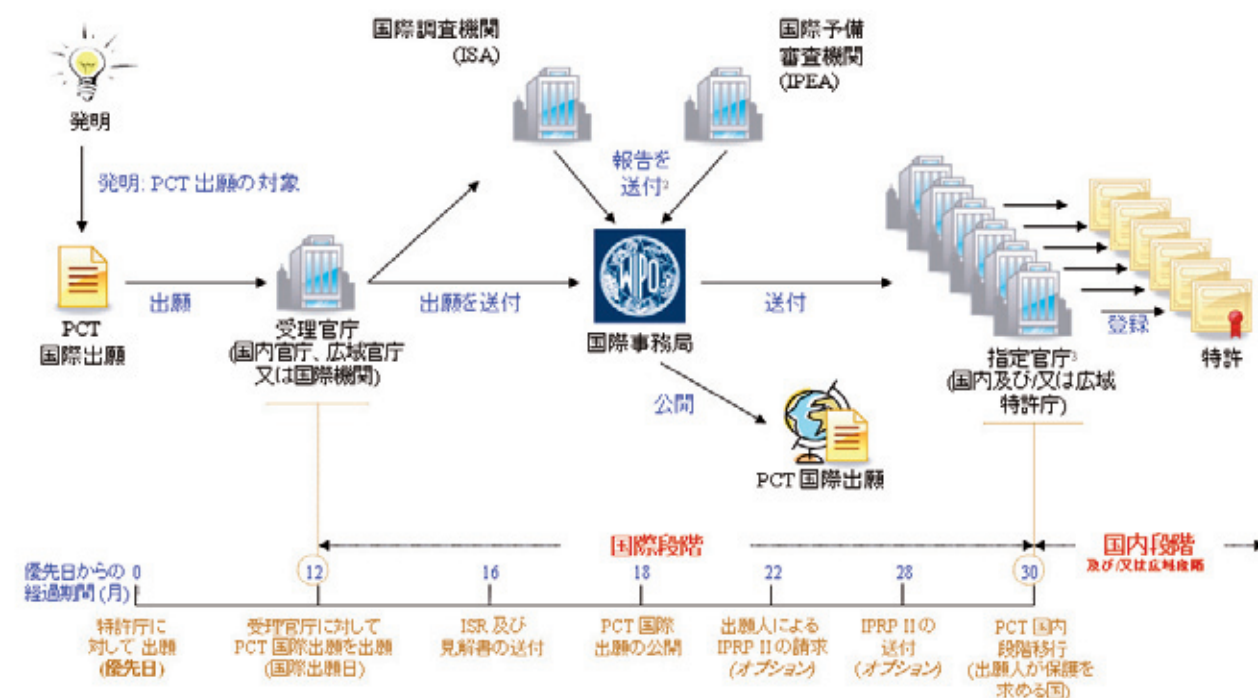 国際調査機関
(ISA)
国際予備
審査機関
(IPEA)
発明
発明: PCT 出願の対象
報告を
送付²
WIPO
PCT
国際出願
出願
受理官庁
(国内官庁、広域官庁
又は国際機関)
出願を送付
国際事務局
送付
指定官庁³
(国内及び/又は広域
特許庁)
登録
特許
公開
PCT 国際出願
国際段階
国内段階
及び/又は広域段階
優先日からの
経過期間 (月)
0
12
16
18
22
28
30
特許庁に
対して 出願
(優先日)
受理官庁に対して
PCT 国際出願を出願
(国際出願日)
ISR 及び
見解書の送付
PCT 国際
出願の公開
出願人による
IPRP II の請求
(オプション)
IPRP II の
送付
(オプション)
PCT 国内
段階移行
(出願人が保護を
求める国)